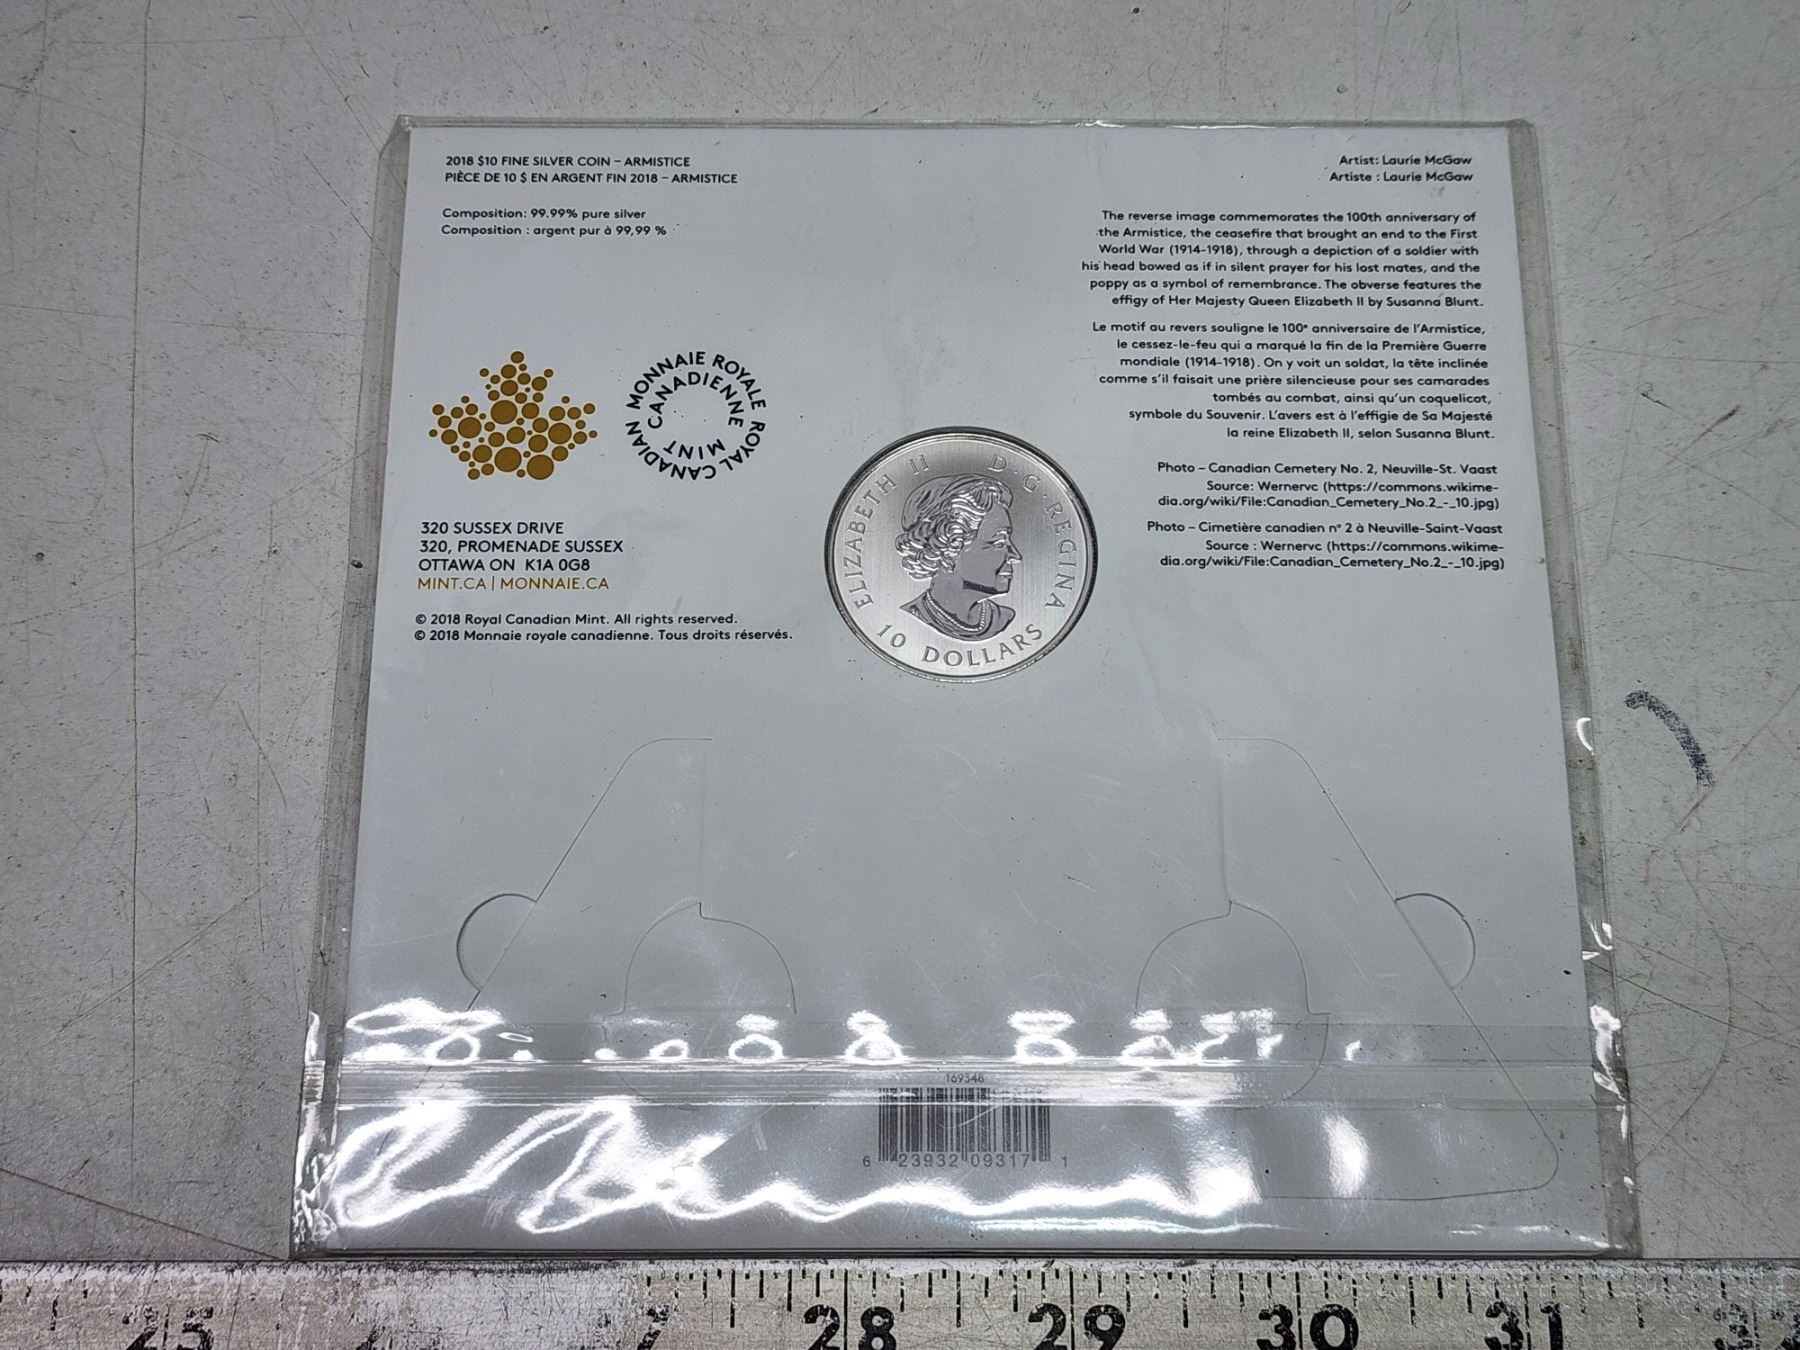 2018 $10 FINE SILVER COIN – ARMISTICE
PIÈCE DE 10 $ EN ARGENT FIN 2018 – ARMISTICE
Composition: 99.99% pure silver
Composition : argent pur à 99,99 %
MONNAIE ROYALE CANADIENNE
ROYAL CANADIAN MINT
320 SUSSEX DRIVE
320, PROMENADE SUSSEX
OTTAWA ON K1A 0G8
MINT.CA | MONNAIE.CA
© 2018 Royal Canadian Mint. All rights reserved.
© 2018 Monnaie royale canadienne. Tous droits réservés.
ELIZABETH II D·G·REGINA
10 DOLLARS
Artist: Laurie McGaw
Artiste : Laurie McGaw
The reverse image commemorates the 100th anniversary of
the Armistice, the ceasefire that brought an end to the First
World War (1914-1918), through a depiction of a soldier with
his head bowed as if in silent prayer for his lost mates, and the
poppy as a symbol of remembrance. The obverse features the
effigy of Her Majesty Queen Elizabeth II by Susanna Blunt.
Le motif au revers souligne le 100e anniversaire de l'Armistice,
le cessez-le-feu qui a marqué la fin de la Première Guerre
mondiale (1914-1918). On y voit un soldat, la tête inclinée
comme s'il faisait une prière silencieuse pour ses camarades
tombés au combat, ainsi qu'un coquelicot,
symbole du Souvenir. L'avers est à l'effigie de Sa Majesté
la reine Elizabeth II, selon Susanna Blunt.
Photo – Canadian Cemetery No. 2, Neuville-St. Vaast
Source: Wernervc (https://commons.wikime-
dia.org/wiki/File:Canadian_Cemetery_No.2_-_10.jpg)
Photo – Cimetière canadien n° 2 à Neuville-Saint-Vaast
Source : Wernervc (https://commons.wikime-
dia.org/wiki/File:Canadian_Cemetery_No.2_-_10.jpg)
169348
6 23932 09317 1
25 26 27 28 29 30 31 32